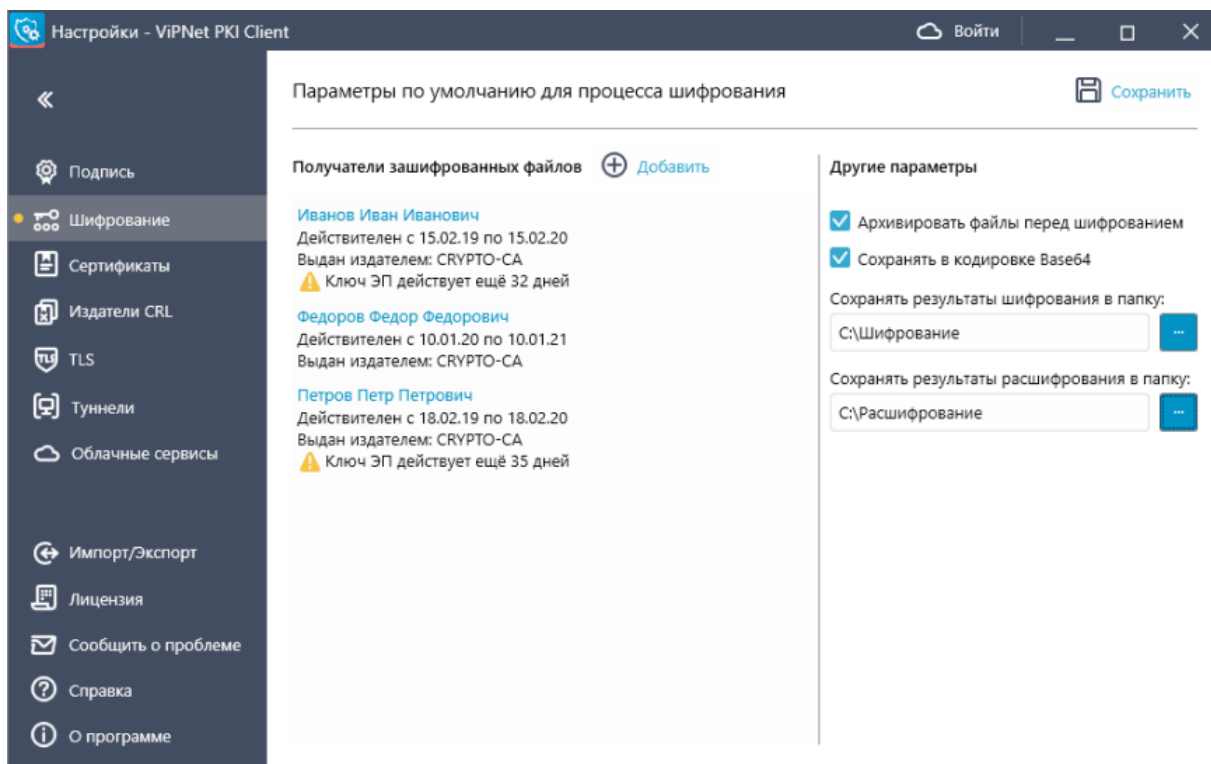 Настройки - ViPNet PKI Client
Войти
Параметры по умолчанию для процесса шифрования
Сохранить
Подпись
Шифрование
Сертификаты
Издатели CRL
TLS
Туннели
Облачные сервисы
Импорт/Экспорт
Лицензия
Сообщить о проблеме
Справка
О программе
Получатели зашифрованных файлов
Добавить
Иванов Иван Иванович
Действителен с 15.02.19 по 15.02.20
Выдан издателем: CRYPTO-CA
Ключ ЭП действует ещё 32 дней
Федоров Федор Федорович
Действителен с 10.01.20 по 10.01.21
Выдан издателем: CRYPTO-CA
Петров Петр Петрович
Действителен с 18.02.19 по 18.02.20
Выдан издателем: CRYPTO-CA
Ключ ЭП действует ещё 35 дней
Другие параметры
Архивировать файлы перед шифрованием
Сохранять в кодировке Base64
Сохранять результаты шифрования в папку:
C:\Шифрование
...
Сохранять результаты расшифрования в папку:
C:\Расшифрование
...